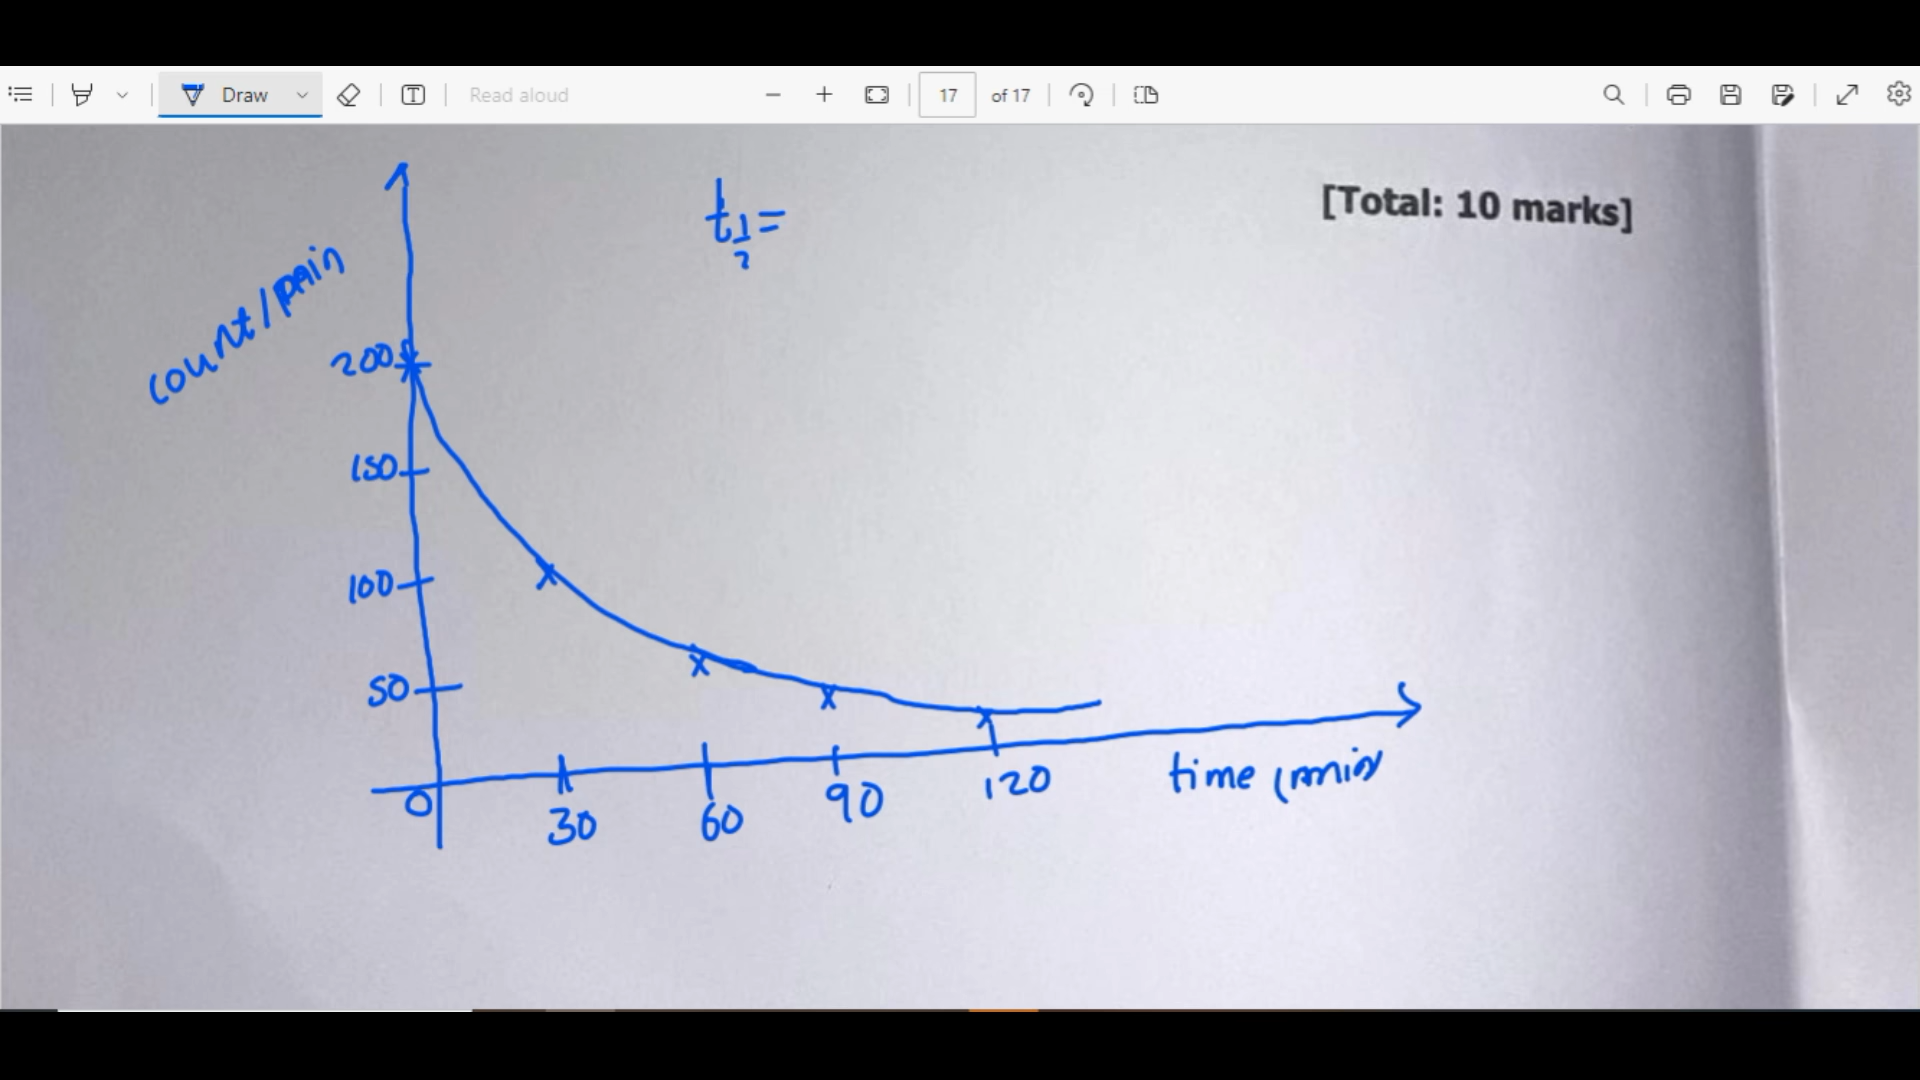 Draw
Read aloud
17 of 17
[Total: 10 marks]
t½ =
count/min
200
150
100
50
0
30
60
90
120
time (min)